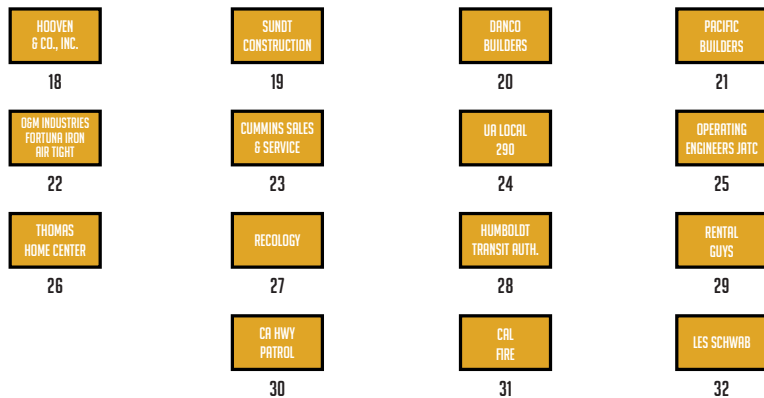 HOOVEN
& CO., INC.
18
SUNDT
CONSTRUCTION
19
DANCO
BUILDERS
20
PACIFIC
BUILDERS
21
O&M INDUSTRIES
FORTUNA IRON
AIR TIGHT
22
CUMMINS SALES
& SERVICE
23
UA LOCAL
290
24
OPERATING
ENGINEERS JATC
25
THOMAS
HOME CENTER
26
RECOLOGY
27
HUMBOLDT
TRANSIT AUTH.
28
RENTAL
GUYS
29
CA HWY
PATROL
30
CAL
FIRE
31
LES SCHWAB
32